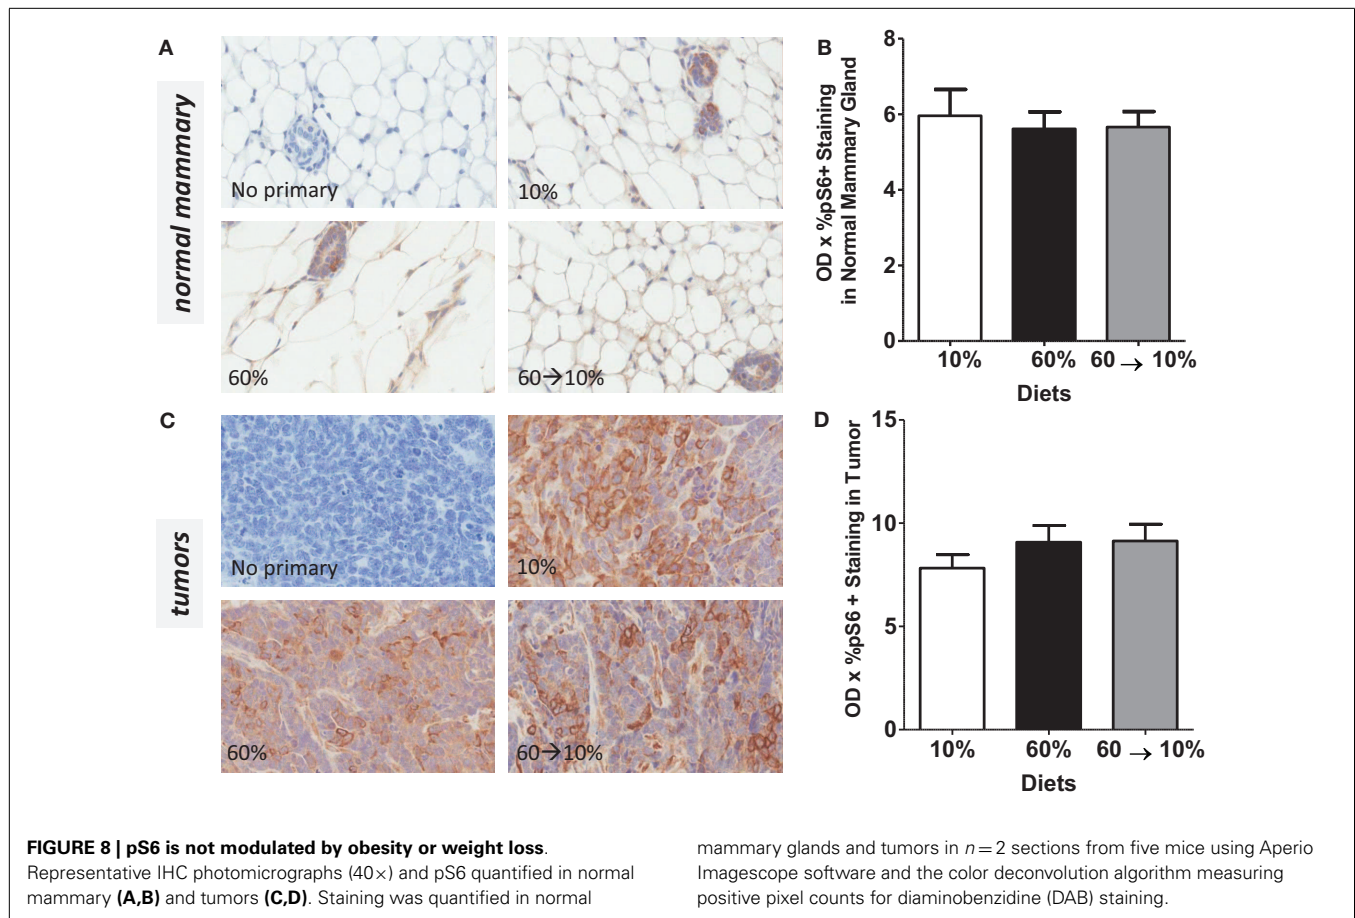 A
normal mammary
No primary
10%
60%
60→10%
B
OD x %pS6+ Staining
in Normal Mammary Gland
8
6
4
2
0
10%
60%
60 → 10%
Diets
C
tumors
No primary
10%
60%
60→10%
D
OD x %pS6 + Staining in Tumor
15
10
5
0
10%
60%
60 → 10%
Diets
FIGURE 8 | pS6 is not modulated by obesity or weight loss.
Representative IHC photomicrographs (40×) and pS6 quantified in normal
mammary (A,B) and tumors (C,D). Staining was quantified in normal
mammary glands and tumors in n = 2 sections from five mice using Aperio
Imagescope software and the color deconvolution algorithm measuring
positive pixel counts for diaminobenzidine (DAB) staining.